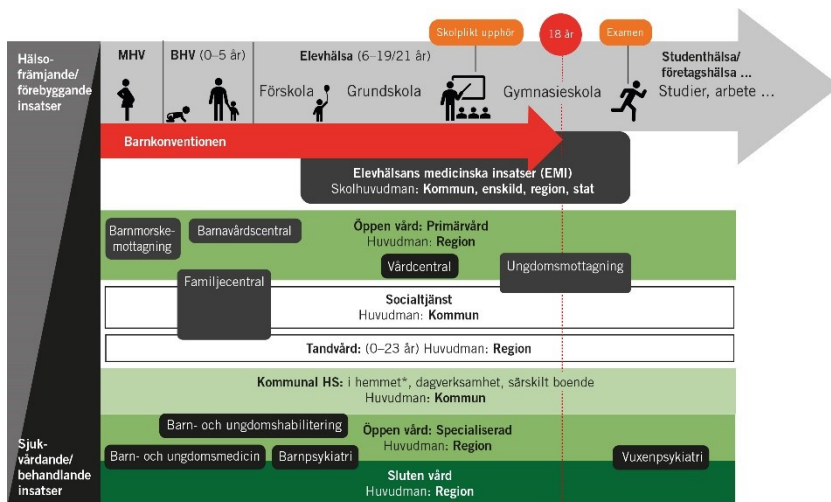 Skolplikt upphör
18 år
Examen
Hälso-
främjande/
förebyggande
insatser
MHV
BHV (0–5 år)
Elevhälsa (6–19/21 år)
Studenthälsa/
företagshälsa ...
Förskola
Grundskola
Gymnasieskola
Studier, arbete ...
Barnkonventionen
Elevhälsans medicinska insatser (EMI)
Skolhuvudman: Kommun, enskild, region, stat
Barnmorske-
mottagning
Barnavårdscentral
Öppen vård: Primärvård
Huvudman: Region
Vårdcentral
Ungdomsmottagning
Familjecentral
Socialtjänst
Huvudman: Kommun
Tandvård: (0–23 år) Huvudman: Region
Kommunal HS: i hemmet*, dagverksamhet, särskilt boende
Huvudman: Kommun
Barn- och ungdomshabilitering
Öppen vård: Specialiserad
Huvudman: Region
Sjuk-
vårdande/
behandlande
insatser
Barn- och ungdomsmedicin
Barnpsykiatri
Vuxenpsykiatri
Sluten vård
Huvudman: Region